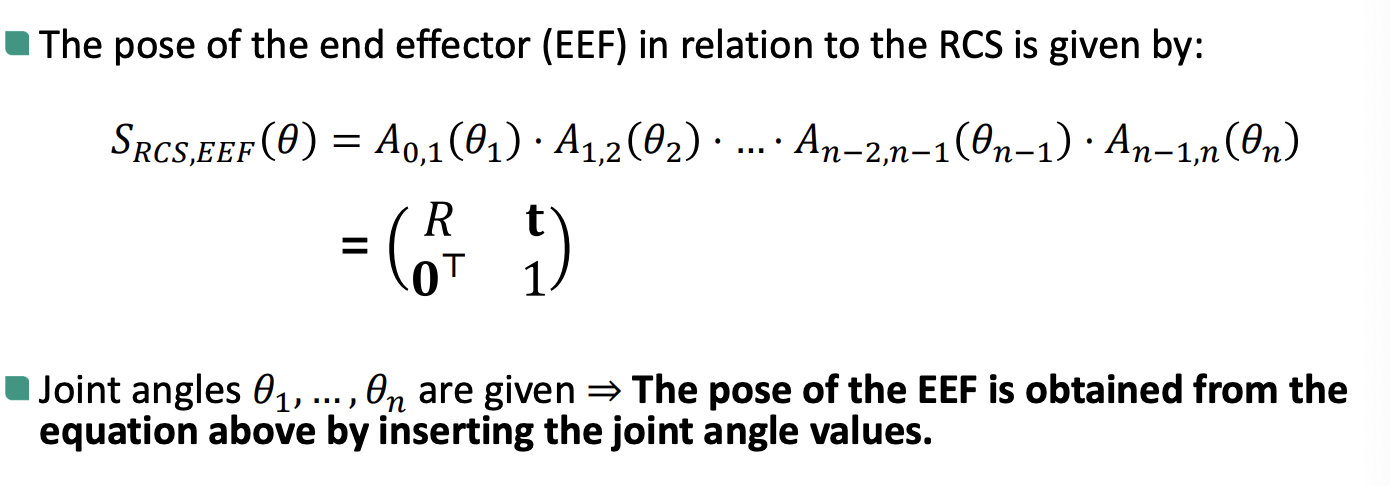 The pose of the end effector (EEF) in relation to the RCS is given by:
S_{RCS,EEF}(θ) = A_{0,1}(θ_1) · A_{1,2}(θ_2) · … · A_{n−2,n−1}(θ_{n−1}) · A_{n−1,n}(θ_n)
= ( R t
0^⊤ 1 )
Joint angles θ_1, … , θ_n are given ⇒ The pose of the EEF is obtained from the
equation above by inserting the joint angle values.